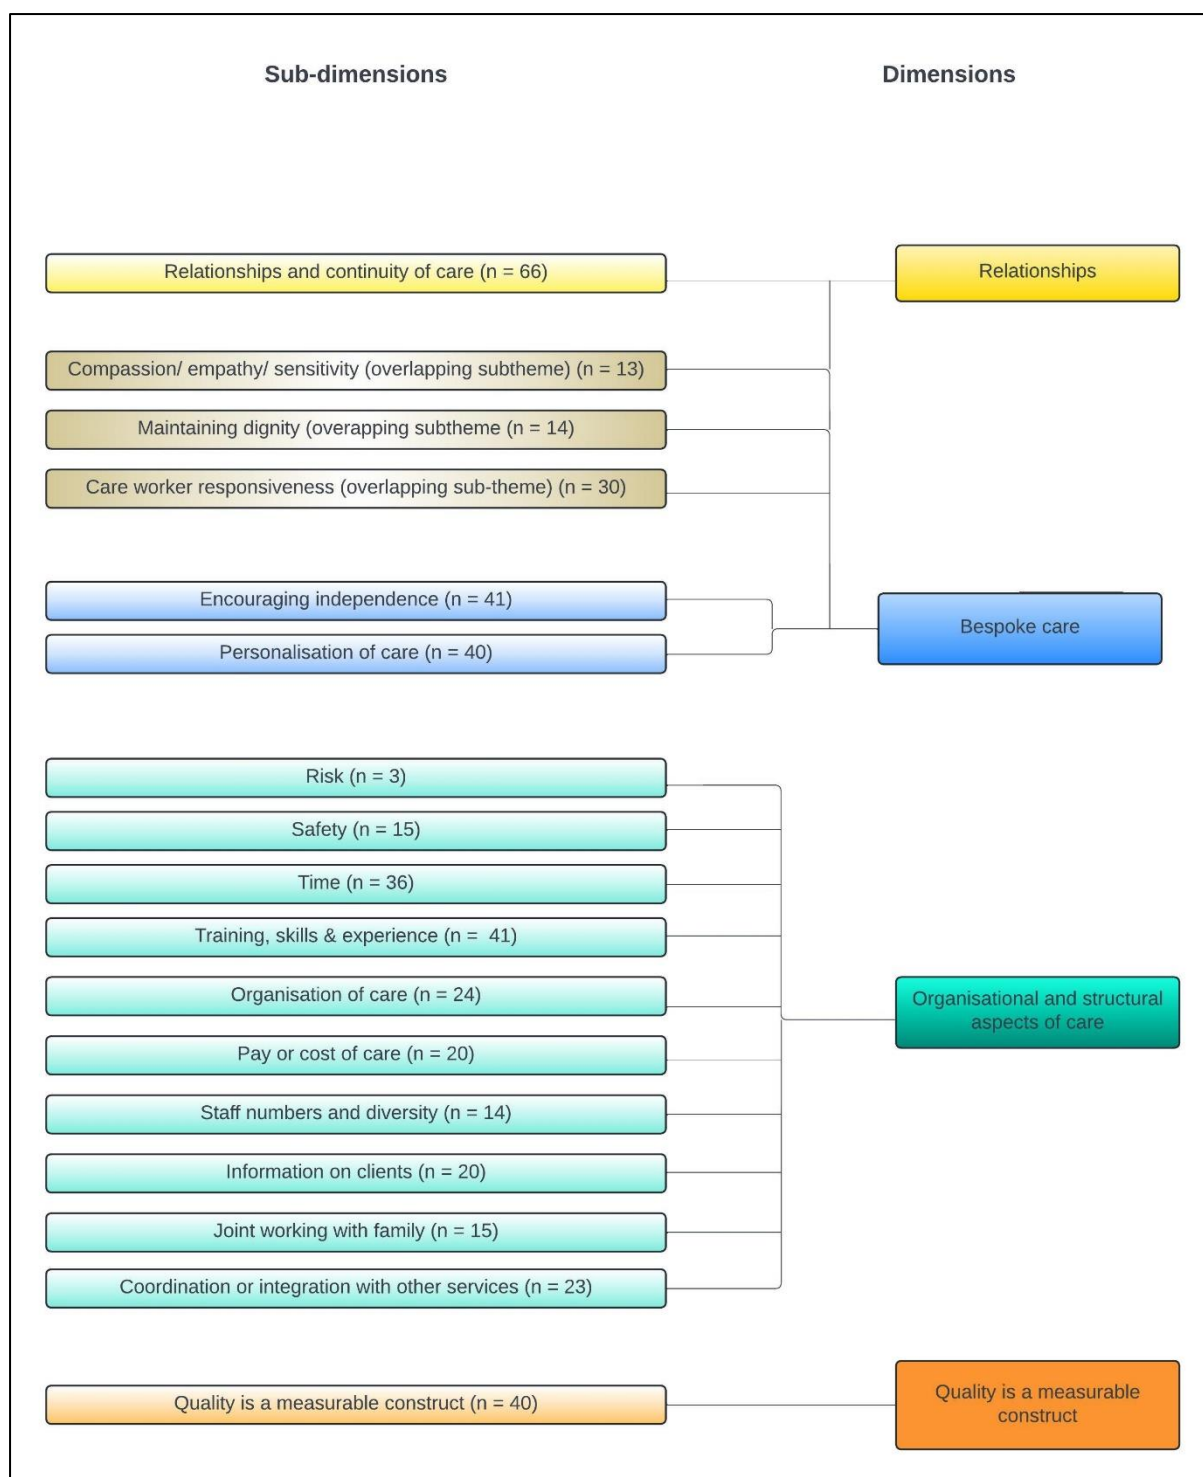 Sub-dimensions
Dimensions
Relationships and continuity of care (n = 66)
Relationships
Compassion/ empathy/ sensitivity (overlapping subtheme) (n = 13)
Maintaining dignity (overapping subtheme (n = 14)
Care worker responsiveness (overlapping sub-theme) (n = 30)
Encouraging independence (n = 41)
Personalisation of care (n = 40)
Bespoke care
Risk (n = 3)
Safety (n = 15)
Time (n = 36)
Training, skills & experience (n =  41)
Organisation of care (n = 24)
Pay or cost of care (n = 20)
Staff numbers and diversity (n = 14)
Information on clients (n = 20)
Joint working with family (n = 15)
Coordination or integration with other services (n = 23)
Organisational and structural
aspects of care
Quality is a measurable construct (n = 40)
Quality is a measurable
construct